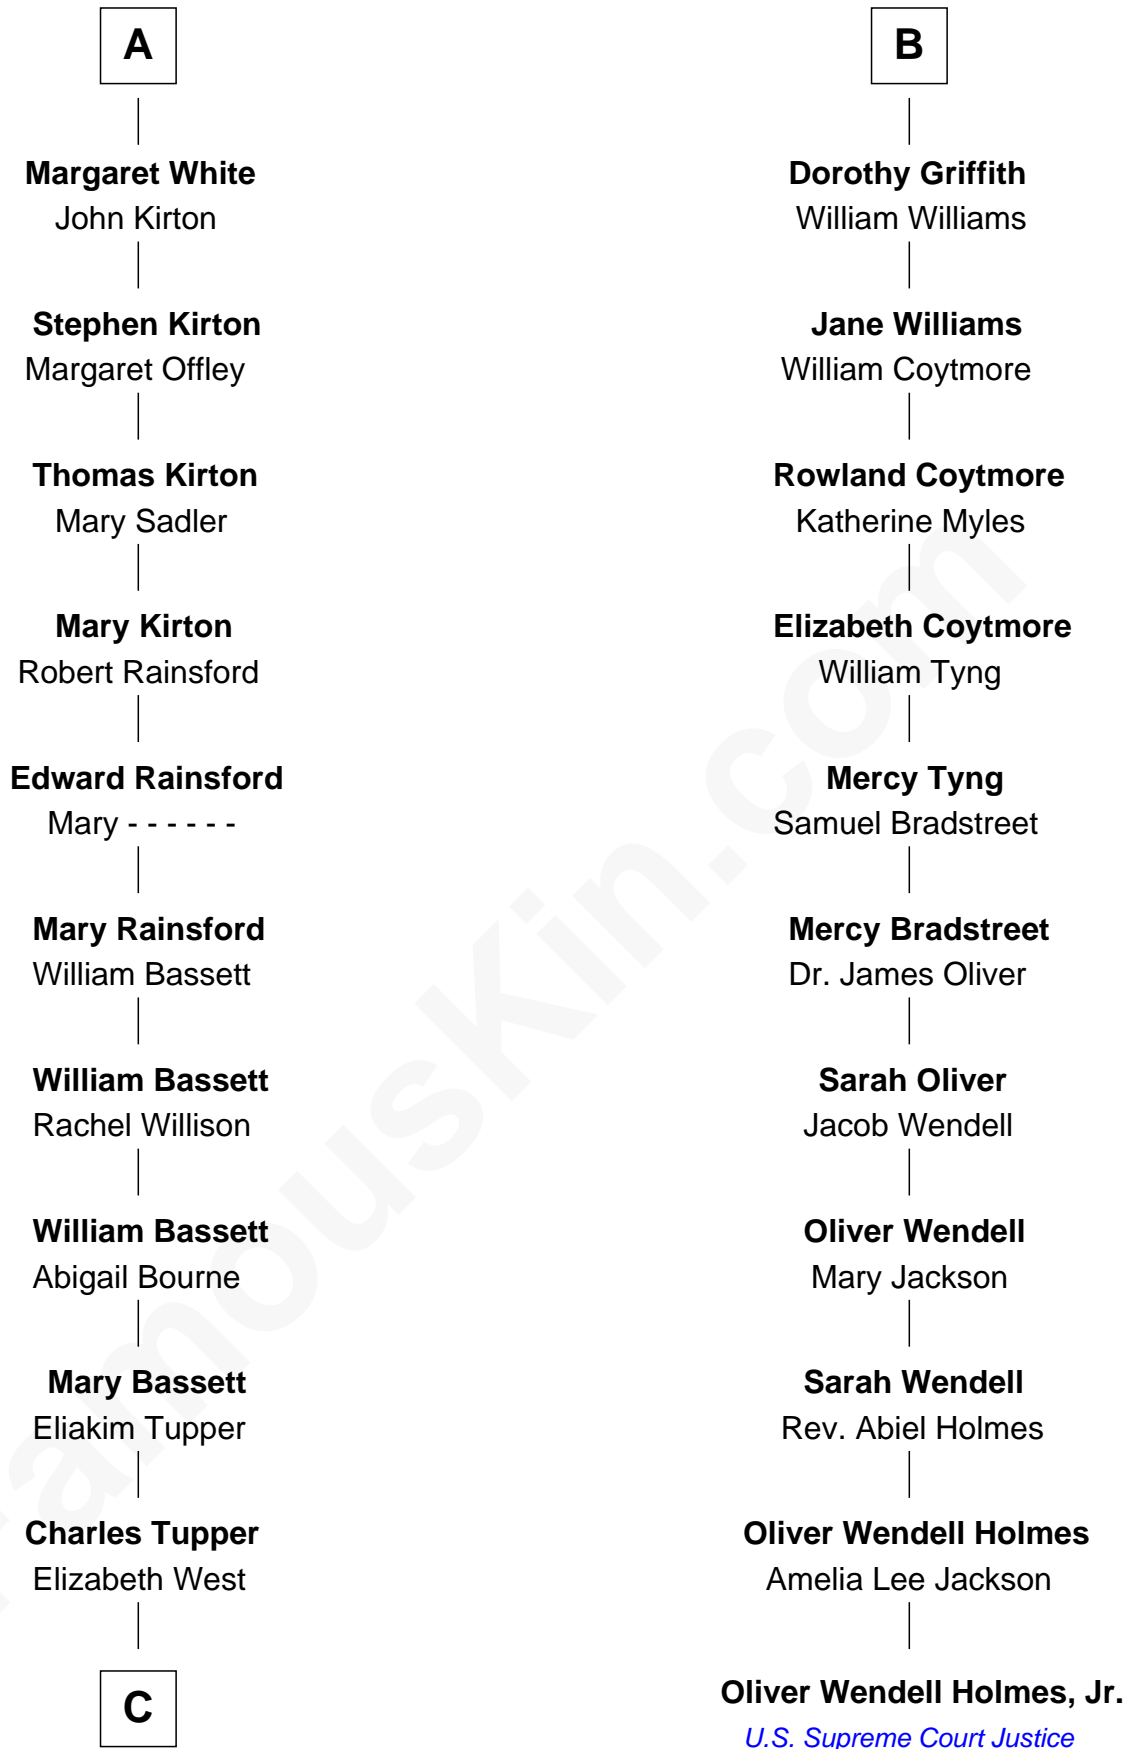 A
Margaret White
John Kirton
Stephen Kirton
Margaret Offley
Thomas Kirton
Mary Sadler
Mary Kirton
Robert Rainsford
Edward Rainsford
Mary - - - - - -
Mary Rainsford
William Bassett
William Bassett
Rachel Willison
William Bassett
Abigail Bourne
Mary Bassett
Eliakim Tupper
Charles Tupper
Elizabeth West
C
B
Dorothy Griffith
William Williams
Jane Williams
William Coytmore
Rowland Coytmore
Katherine Myles
Elizabeth Coytmore
William Tyng
Mercy Tyng
Samuel Bradstreet
Mercy Bradstreet
Dr. James Oliver
Sarah Oliver
Jacob Wendell
Oliver Wendell
Mary Jackson
Sarah Wendell
Rev. Abiel Holmes
Oliver Wendell Holmes
Amelia Lee Jackson
Oliver Wendell Holmes, Jr.
U.S. Supreme Court Justice
FamousKin.com